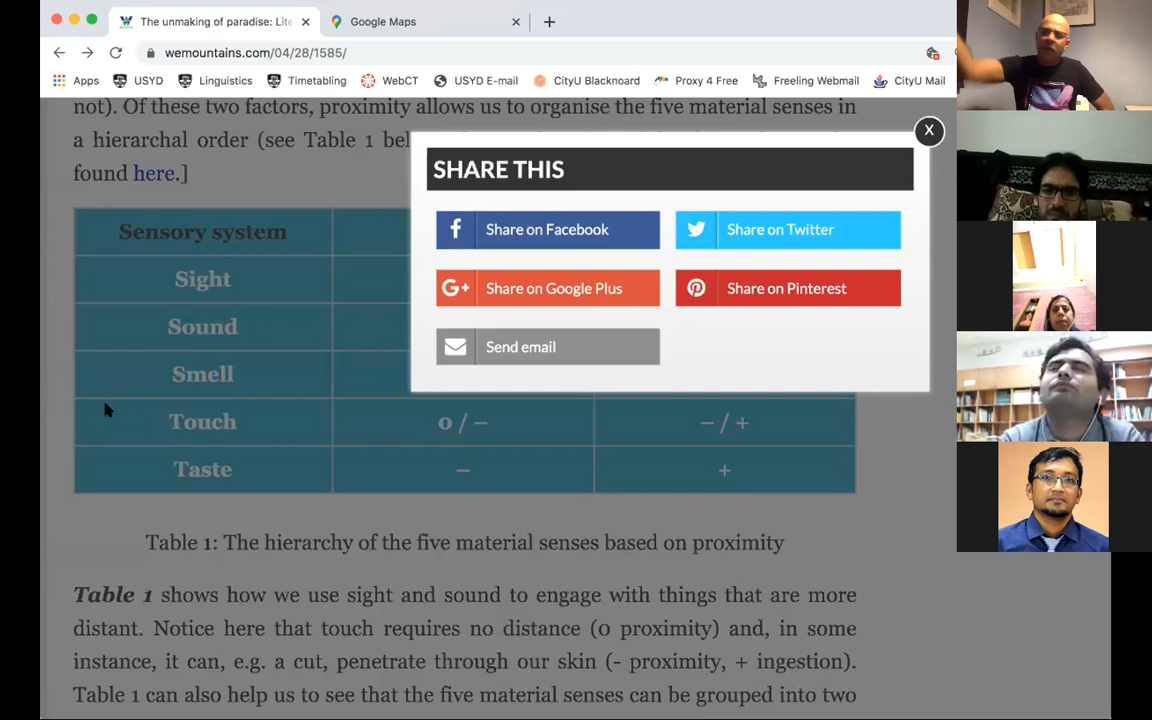 The unmaking of paradise: Lite
Google Maps
wemountains.com/04/28/1585/
Apps
USYD
Linguistics
Timetabling
WebCT
USYD E-mail
CityU Blacknoard
Proxy 4 Free
Freeling Webmail
CityU Mail
not). Of these two factors, proximity allows us to organise the five material senses in
a hierarchal order (see Table 1 bel
found here.]
SHARE THIS
X
Share on Facebook
Share on Twitter
G+ Share on Google Plus
Share on Pinterest
Send email
Sensory system
Sight
Sound
Smell
Touch 0 / – – / +
Taste – +
Table 1: The hierarchy of the five material senses based on proximity
Table 1 shows how we use sight and sound to engage with things that are more
distant. Notice here that touch requires no distance (0 proximity) and, in some
instance, it can, e.g. a cut, penetrate through our skin (- proximity, + ingestion).
Table 1 can also help us to see that the five material senses can be grouped into two